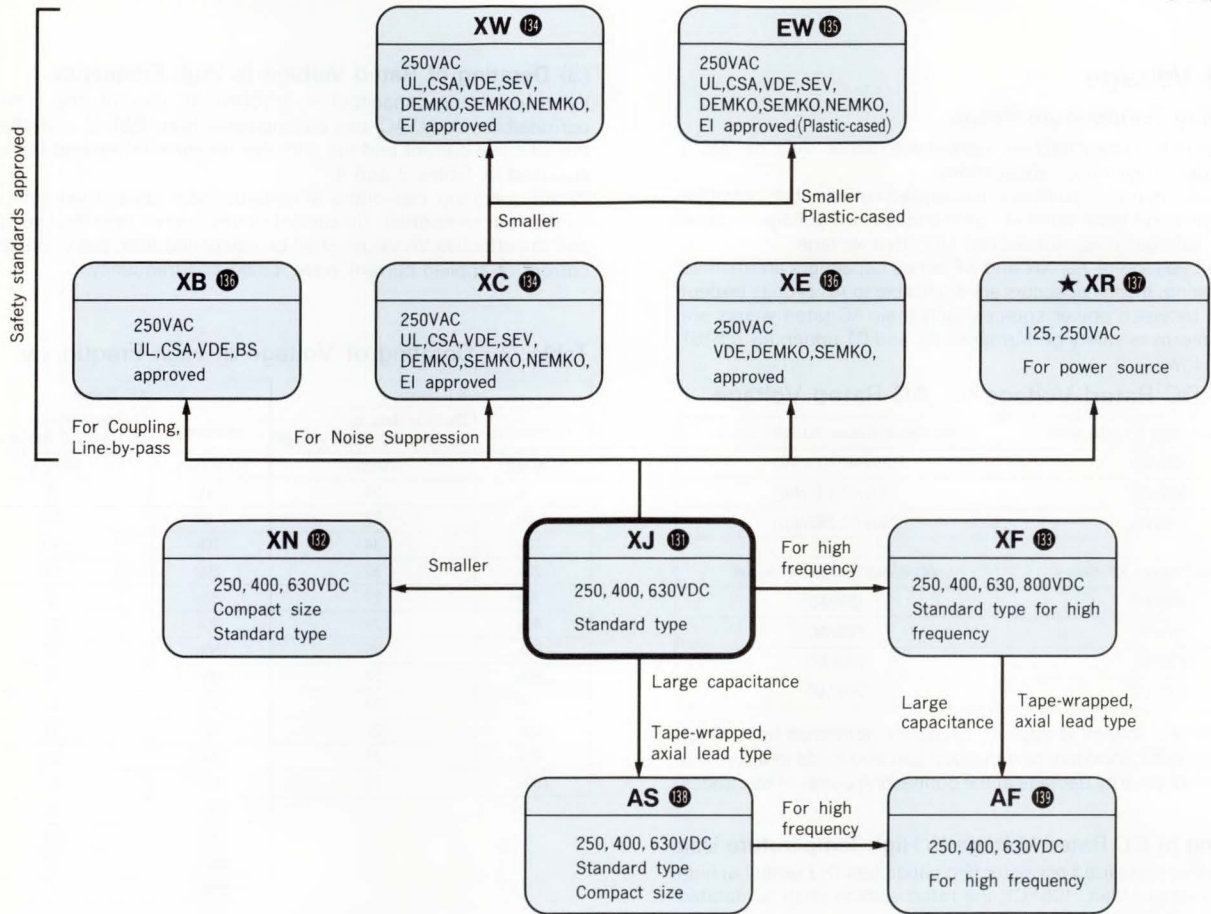 XW 134
250VAC
UL,CSA,VDE,SEV,
DEMKO,SEMKO,NEMKO,
EI approved
EW 135
250VAC
UL,CSA,VDE,SEV,
DEMKO,SEMKO,NEMKO,
EI approved(Plastic-cased)
Safety standards approved
Smaller
Smaller
Plastic-cased
XB 136
250VAC
UL,CSA,VDE,BS
approved
XC 134
250VAC
UL,CSA,VDE,SEV,
DEMKO,SEMKO,NEMKO,
EI approved
XE 136
250VAC
VDE,DEMKO,SEMKO,
approved
★ XR 137
125, 250VAC
For power source
For Coupling,
Line-by-pass
For Noise Suppression
XN 132
250, 400, 630VDC
Compact size
Standard type
Smaller
XJ 131
250, 400, 630VDC
Standard type
For high
frequency
XF 133
250, 400, 630, 800VDC
Standard type for high
frequency
Large capacitance
Tape-wrapped,
axial lead type
Large
capacitance
Tape-wrapped,
axial lead type
AS 138
250, 400, 630VDC
Standard type
Compact size
For high
frequency
AF 139
250, 400, 630VDC
For high frequency